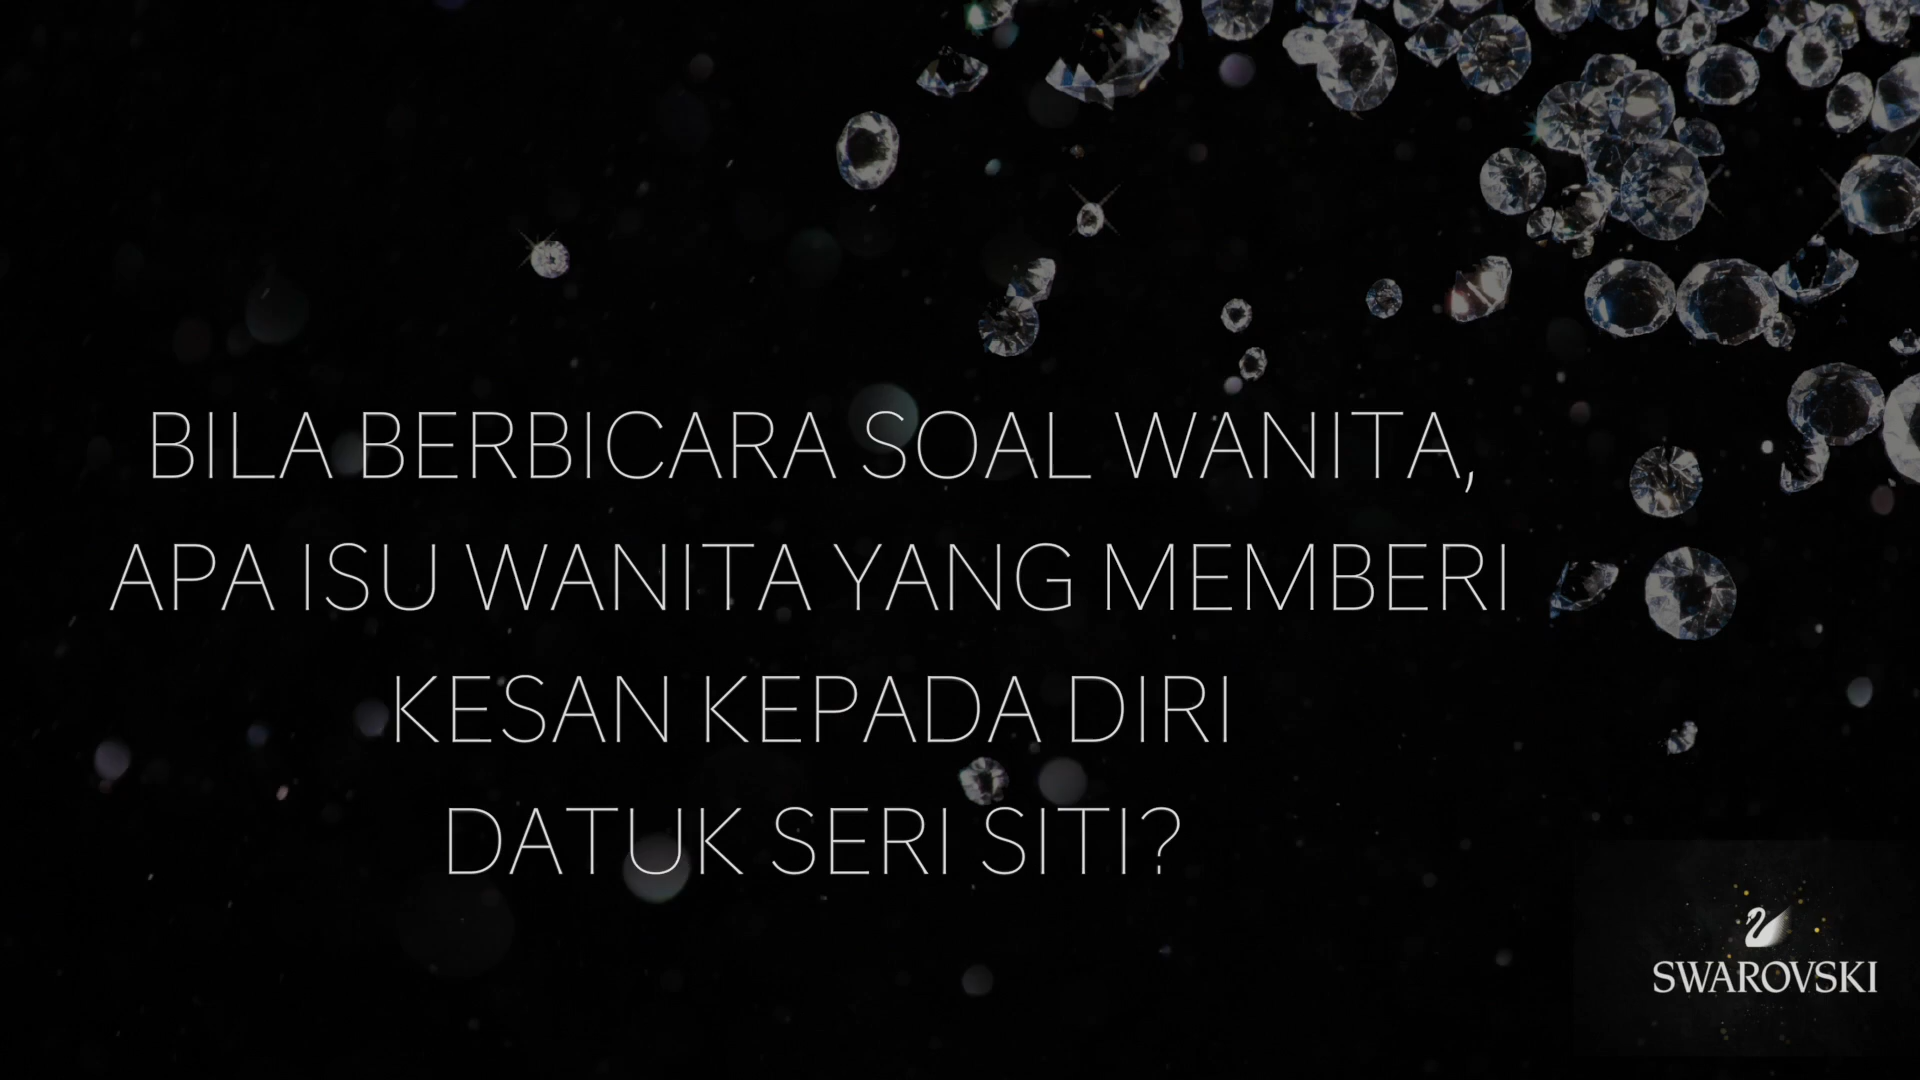 BILA BERBICARA SOAL WANITA,
APA ISU WANITA YANG MEMBERI
KESAN KEPADA DIRI
DATUK SERI SITI?
SWAROVSKI